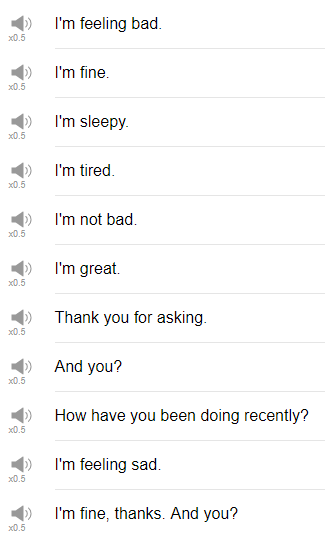 I'm feeling bad.
x0.5
I'm fine.
x0.5
I'm sleepy.
x0.5
I'm tired.
x0.5
I'm not bad.
x0.5
I'm great.
x0.5
Thank you for asking.
x0.5
And you?
x0.5
How have you been doing recently?
x0.5
I'm feeling sad.
x0.5
I'm fine, thanks. And you?
x0.5